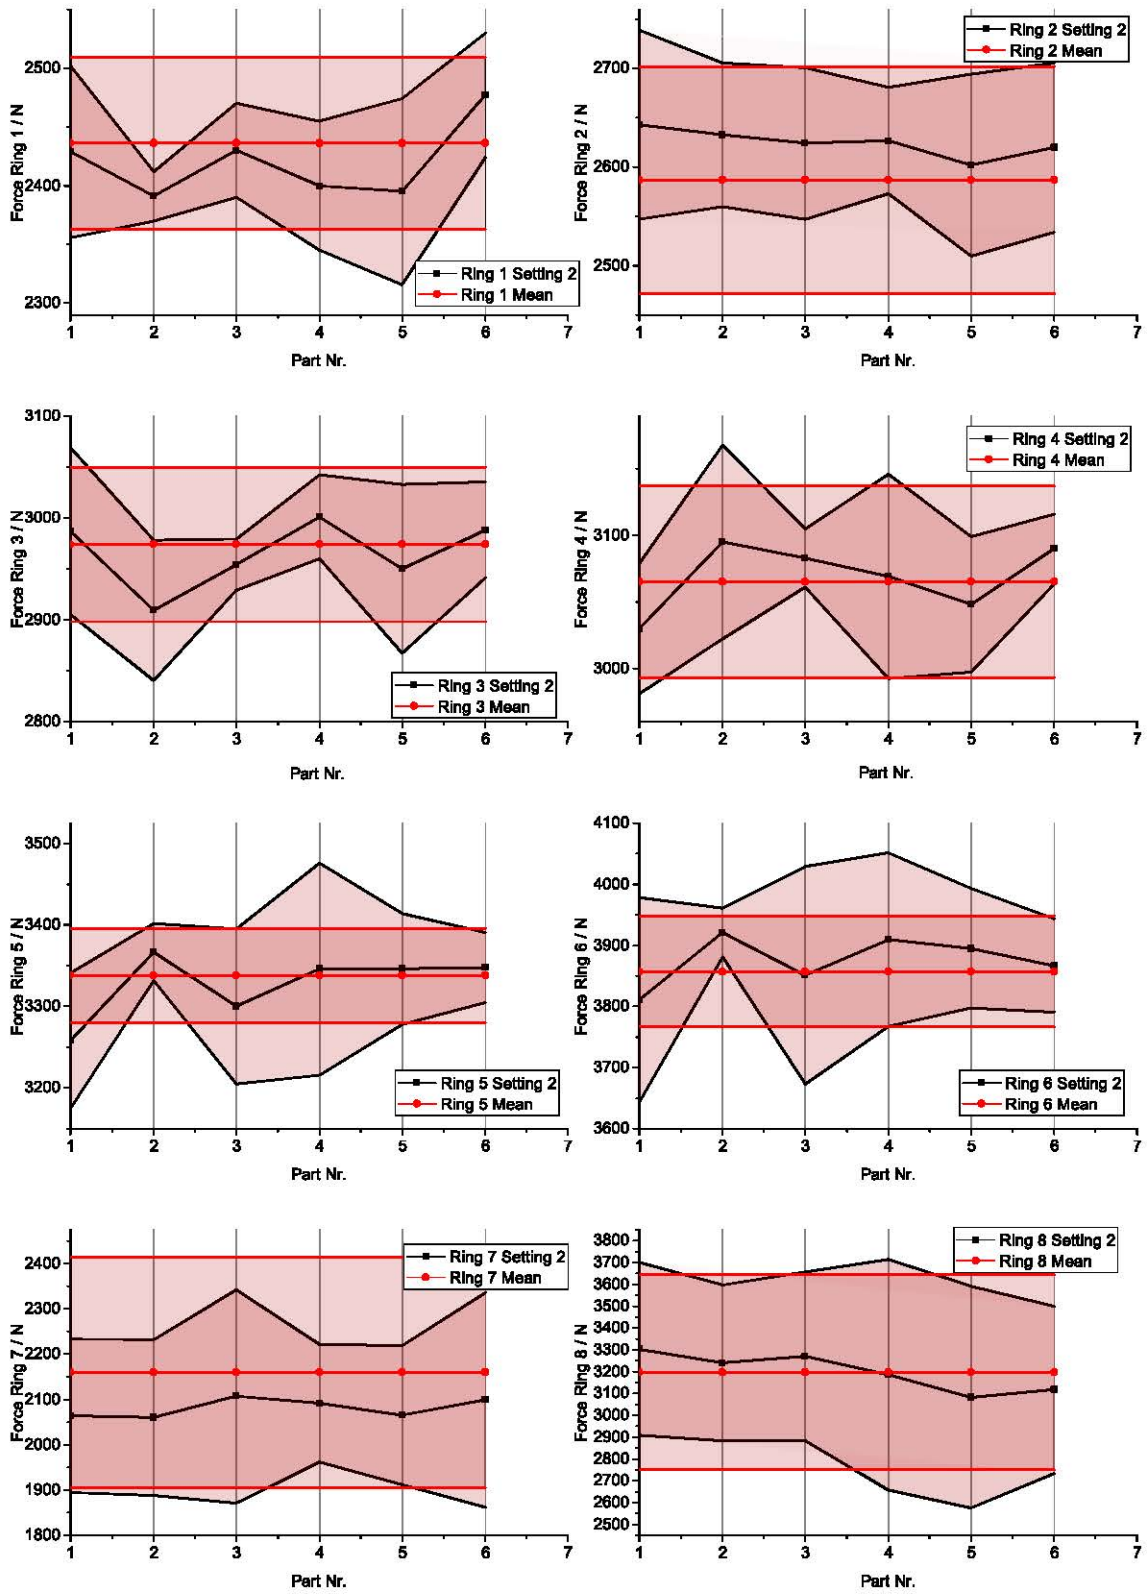 Force Ring 1 / N
2500
2400
2300
Ring 1 Setting 2
Ring 1 Mean
1 2 3 4 5 6 7
Part Nr.
Force Ring 2 / N
2700
2600
2500
Ring 2 Setting 2
Ring 2 Mean
1 2 3 4 5 6 7
Part Nr.
Force Ring 3 / N
3100
3000
2900
2800
Ring 3 Setting 2
Ring 3 Mean
1 2 3 4 5 6 7
Part Nr.
Force Ring 4 / N
3100
3000
Ring 4 Setting 2
Ring 4 Mean
1 2 3 4 5 6 7
Part Nr.
Force Ring 5 / N
3500
3400
3300
3200
Ring 5 Setting 2
Ring 5 Mean
1 2 3 4 5 6 7
Part Nr.
Force Ring 6 / N
4100
4000
3900
3800
3700
3600
Ring 6 Setting 2
Ring 6 Mean
1 2 3 4 5 6 7
Part Nr.
Force Ring 7 / N
2400
2300
2200
2100
2000
1900
1800
Ring 7 Setting 2
Ring 7 Mean
1 2 3 4 5 6 7
Part Nr.
Force Ring 8 / N
3800
3700
3600
3500
3400
3300
3200
3100
3000
2900
2800
2700
2600
2500
Ring 8 Setting 2
Ring 8 Mean
1 2 3 4 5 6 7
Part Nr.